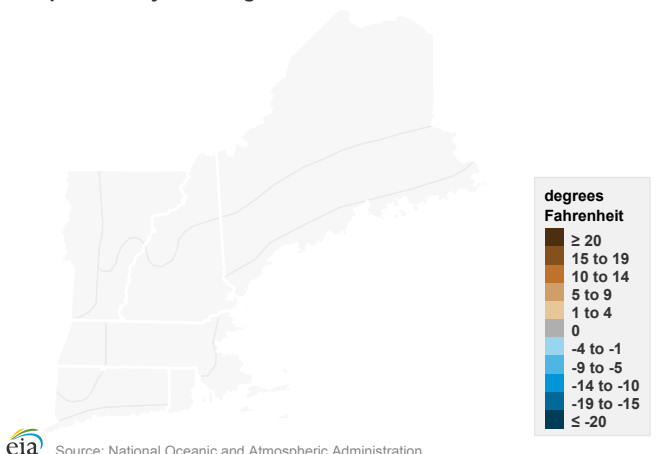 degrees
Fahrenheit
≥ 20
15 to 19
10 to 14
5 to 9
1 to 4
0
-4 to -1
-9 to -5
-14 to -10
-19 to -15
≤ -20
eia
Source: National Oceanic and Atmospheric Administration